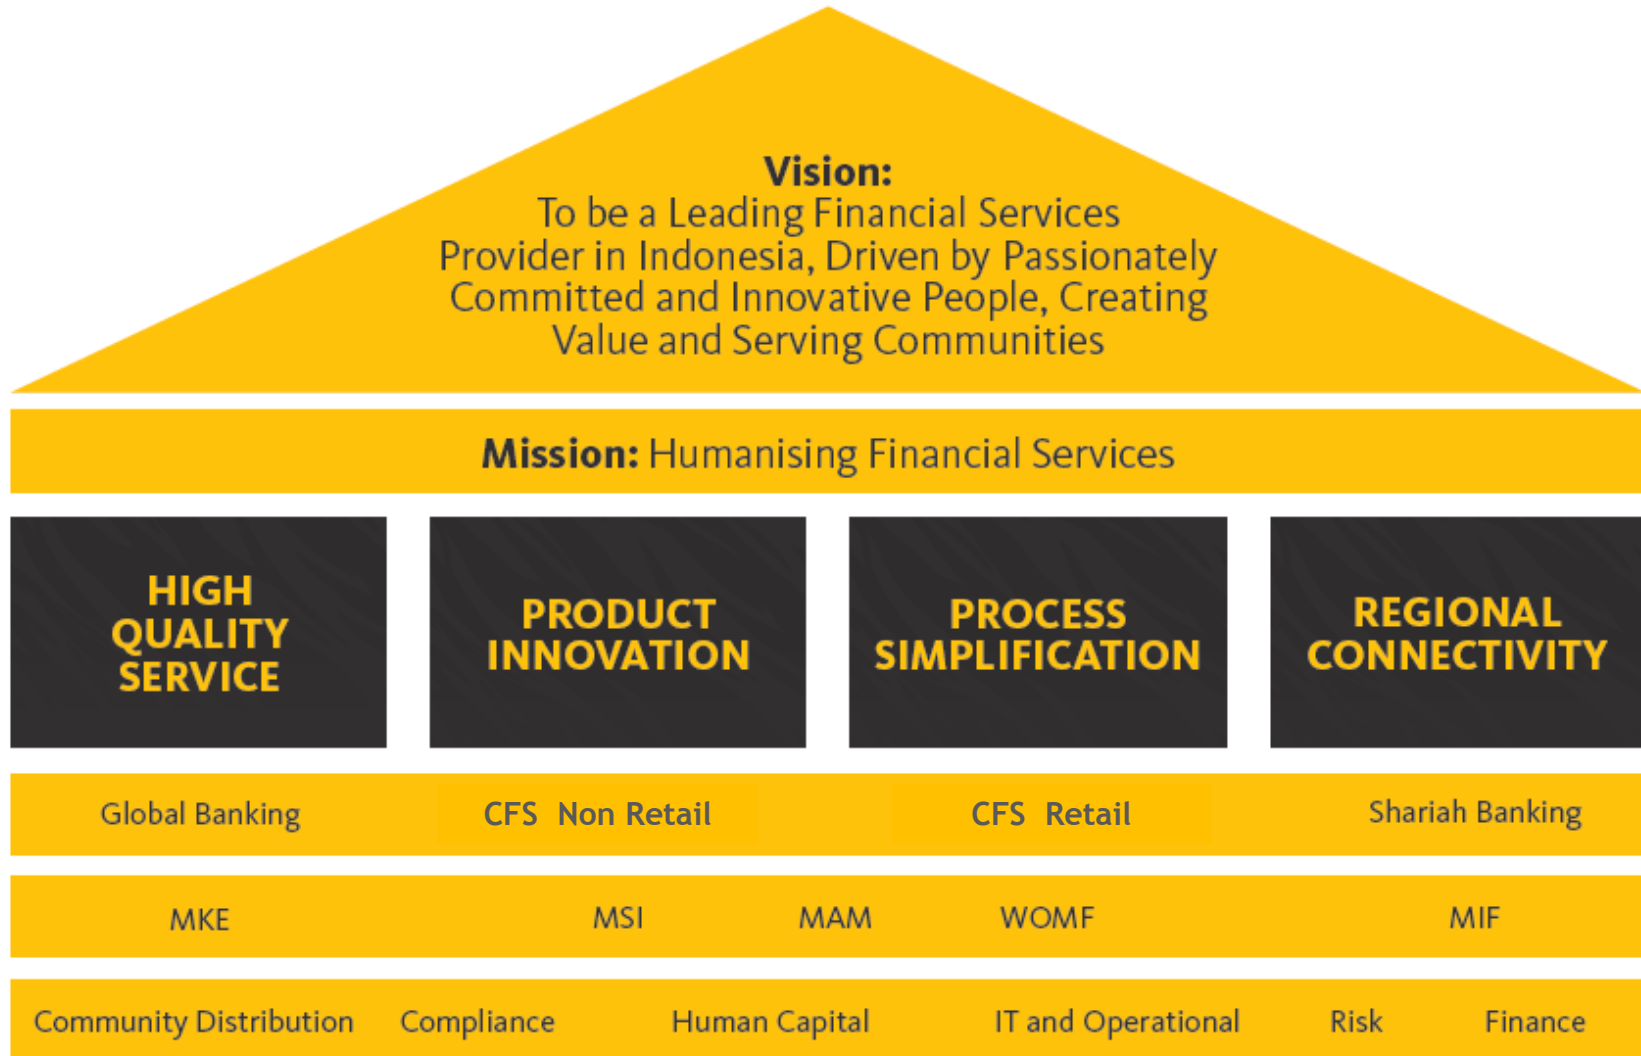 Vision:
To be a Leading Financial Services
Provider in Indonesia, Driven by Passionately
Committed and Innovative People, Creating
Value and Serving Communities
Mission: Humanising Financial Services
HIGH
QUALITY
SERVICE
PRODUCT
INNOVATION
PROCESS
SIMPLIFICATION
REGIONAL
CONNECTIVITY
Global Banking CFS Non Retail CFS Retail Shariah Banking
MKE MSI MAM WOMF MIF
Community Distribution Compliance Human Capital IT and Operational Risk Finance